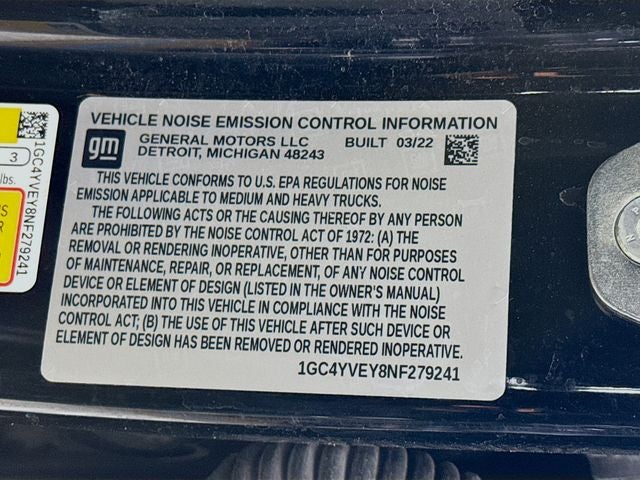 VEHICLE NOISE EMISSION CONTROL INFORMATION
gm
GENERAL MOTORS LLC BUILT 03/22
DETROIT, MICHIGAN 48243
THIS VEHICLE CONFORMS TO U.S. EPA REGULATIONS FOR NOISE
EMISSION APPLICABLE TO MEDIUM AND HEAVY TRUCKS.
THE FOLLOWING ACTS OR THE CAUSING THEREOF BY ANY PERSON
ARE PROHIBITED BY THE NOISE CONTROL ACT OF 1972: (A) THE
REMOVAL OR RENDERING INOPERATIVE, OTHER THAN FOR PURPOSES
OF MAINTENANCE, REPAIR, OR REPLACEMENT, OF ANY NOISE CONTROL
DEVICE OR ELEMENT OF DESIGN (LISTED IN THE OWNER'S MANUAL)
INCORPORATED INTO THIS VEHICLE IN COMPLIANCE WITH THE NOISE
CONTROL ACT; (B) THE USE OF THIS VEHICLE AFTER SUCH DEVICE OR
ELEMENT OF DESIGN HAS BEEN REMOVED OR RENDERED INOPERATIVE.
1GC4YVEY8NF279241
3
lbs.
1GC4YVEY8NF279241